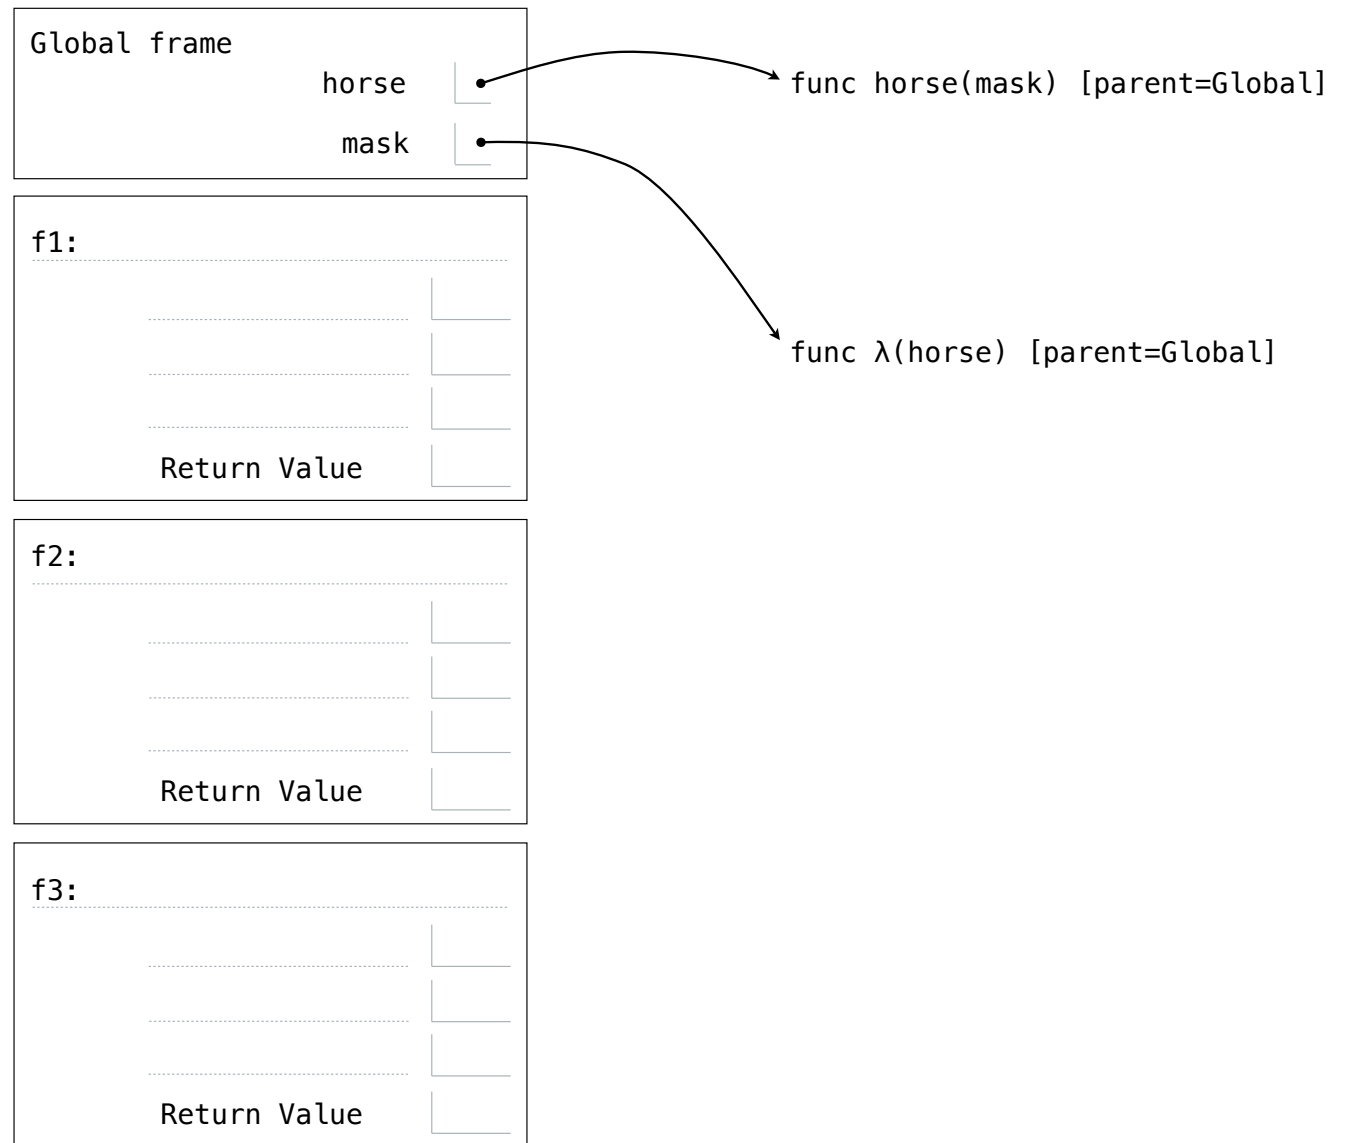 Global frame
horse
func horse(mask) [parent=Global]
mask
f1:
func λ(horse) [parent=Global]
Return Value
f2:
Return Value
f3:
Return Value